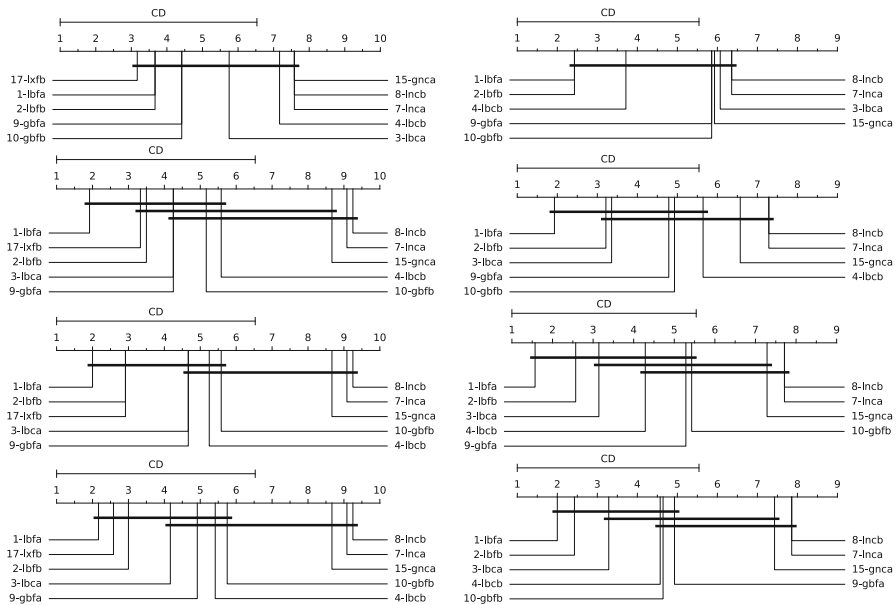 CD
1 2 3 4 5 6 7 8 9 10
17-lxfb
1-lbfa
2-lbfb
9-gbfa
10-gbfb
15-gnca
8-lncb
7-lnca
4-lbcb
3-lbca
CD
1 2 3 4 5 6 7 8 9
1-lbfa
2-lbfb
4-lbcb
9-gbfa
10-gbfb
8-lncb
7-lnca
3-lbca
15-gnca
CD
1 2 3 4 5 6 7 8 9 10
1-lbfa
17-lxfb
2-lbfb
3-lbca
9-gbfa
8-lncb
7-lnca
15-gnca
4-lbcb
10-gbfb
CD
1 2 3 4 5 6 7 8 9
1-lbfa
2-lbfb
3-lbca
9-gbfa
10-gbfb
8-lncb
7-lnca
15-gnca
4-lbcb
CD
1 2 3 4 5 6 7 8 9 10
1-lbfa
2-lbfb
17-lxfb
3-lbca
9-gbfa
8-lncb
7-lnca
15-gnca
10-gbfb
4-lbcb
CD
1 2 3 4 5 6 7 8 9
1-lbfa
2-lbfb
3-lbca
4-lbcb
9-gbfa
8-lncb
7-lnca
15-gnca
10-gbfb
CD
1 2 3 4 5 6 7 8 9 10
1-lbfa
17-lxfb
2-lbfb
3-lbca
9-gbfa
8-lncb
7-lnca
15-gnca
10-gbfb
4-lbcb
CD
1 2 3 4 5 6 7 8 9
1-lbfa
2-lbfb
3-lbca
4-lbcb
10-gbfb
8-lncb
7-lnca
15-gnca
9-gbfa